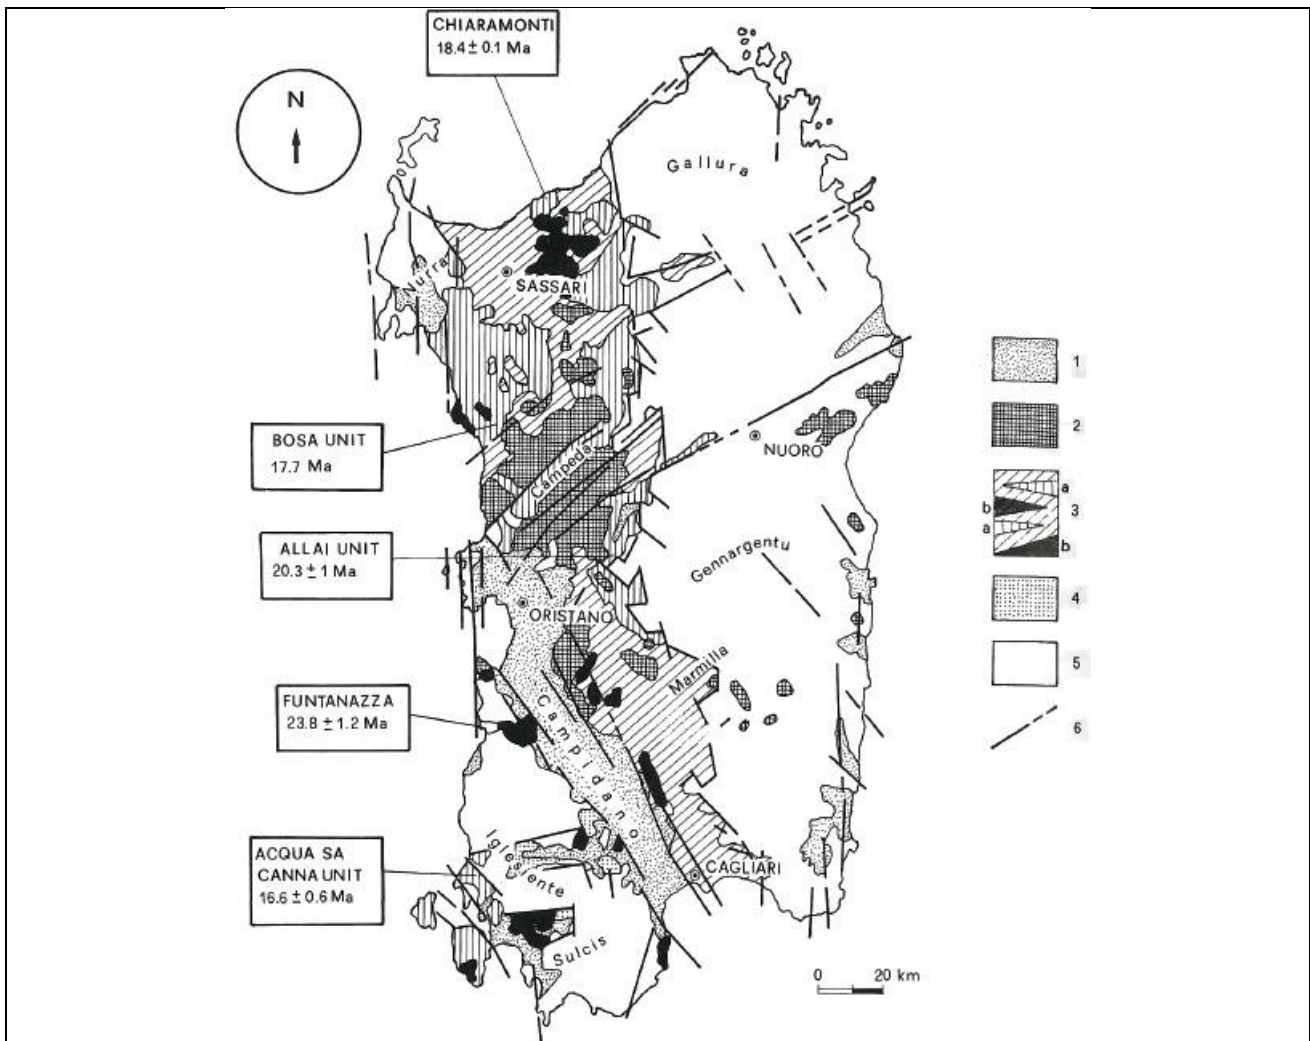 CHIARAMONTI
18.4 ± 0.1 Ma
N
Gallura
Nurra
SASSARI
BOSA UNIT
17.7 Ma
NUORO
Campeda
ALLAI UNIT
20.3 ± 1 Ma
Gennargentu
ORISTANO
Marmilla
FUNTANAZZA
23.8 ± 1.2 Ma
Campidano
Iglesiente
ACQUA SA
CANNA UNIT
16.6 ± 0.6 Ma
CAGLIARI
Sulcis
0 20 km
1
2
a
b 3
a
b
4
5
6